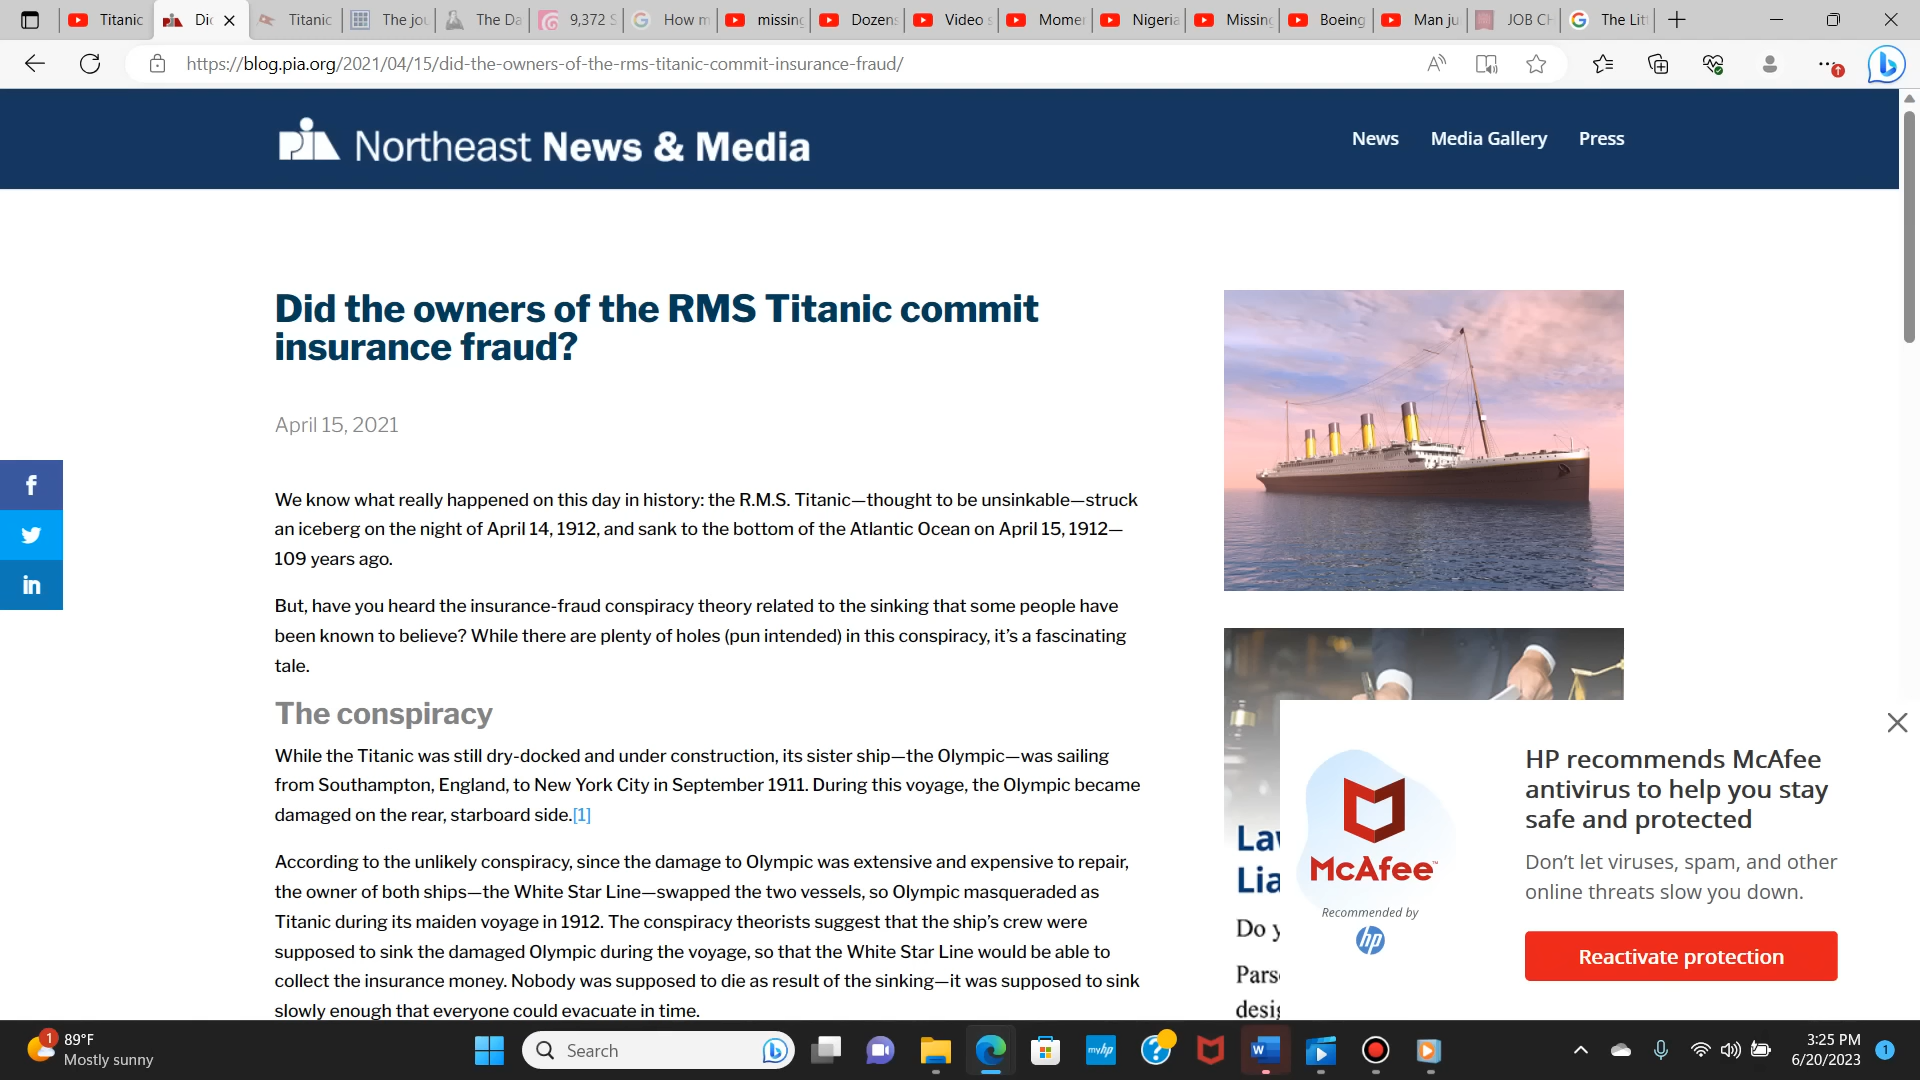 Titanic
Dic
Titanic
The jou
The Da
9,372 S
How m
missing
Dozens
Video s
Momen
Nigeria
Missing
Boeing
Man ju
JOB CH
The Litt
https://blog.pia.org/2021/04/15/did-the-owners-of-the-rms-titanic-commit-insurance-fraud/
PIA Northeast News & Media
News Media Gallery Press
Did the owners of the RMS Titanic commit
insurance fraud?
April 15, 2021
We know what really happened on this day in history: the R.M.S. Titanic—thought to be unsinkable—struck
an iceberg on the night of April 14, 1912, and sank to the bottom of the Atlantic Ocean on April 15, 1912—
109 years ago.
But, have you heard the insurance-fraud conspiracy theory related to the sinking that some people have
been known to believe? While there are plenty of holes (pun intended) in this conspiracy, it's a fascinating
tale.
The conspiracy
While the Titanic was still dry-docked and under construction, its sister ship—the Olympic—was sailing
from Southampton, England, to New York City in September 1911. During this voyage, the Olympic became
damaged on the rear, starboard side.[1]
According to the unlikely conspiracy, since the damage to Olympic was extensive and expensive to repair,
the owner of both ships—the White Star Line—swapped the two vessels, so Olympic masqueraded as
Titanic during its maiden voyage in 1912. The conspiracy theorists suggest that the ship's crew were
supposed to sink the damaged Olympic during the voyage, so that the White Star Line would be able to
collect the insurance money. Nobody was supposed to die as result of the sinking—it was supposed to sink
slowly enough that everyone could evacuate in time.
f
in
Do y
Pars
desig
HP recommends McAfee
antivirus to help you stay
safe and protected
Don't let viruses, spam, and other
online threats slow you down.
McAfee™
Recommended by
hp
Reactivate protection
1
89°F
Mostly sunny
Search
myhp
W
3:25 PM
6/20/2023
1